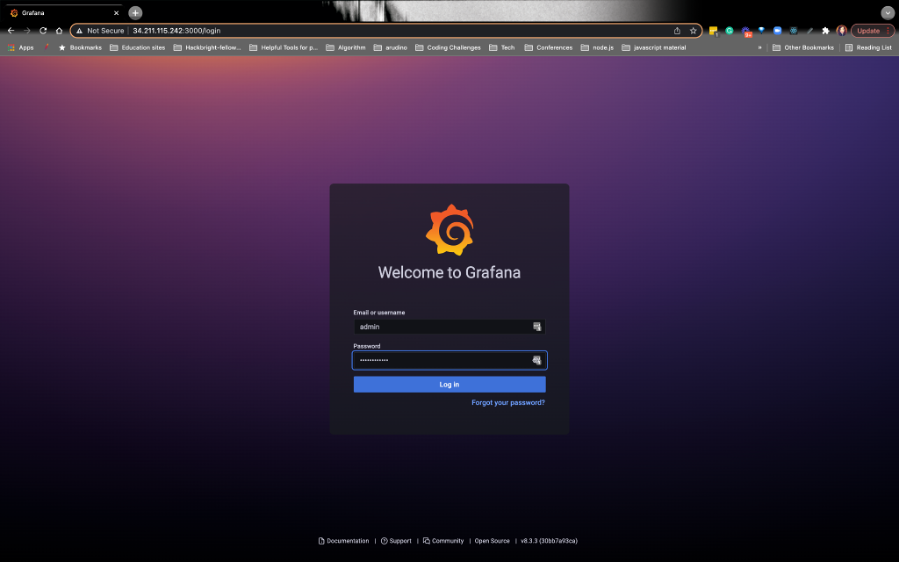 Grafana
Not Secure | 34.211.115.242:3000/login
Update
Apps
Bookmarks
Education sites
Hackbright-fellow...
Helpful Tools for p...
Algorithm
arudino
Coding Challenges
Tech
Conferences
node.js
javascript material
»
Other Bookmarks
Reading List
Welcome to Grafana
Email or username
admin
Password
••••••••••••
Log in
Forgot your password?
Documentation | Support | Community | Open Source | v8.3.3 (30bb7a93ca)